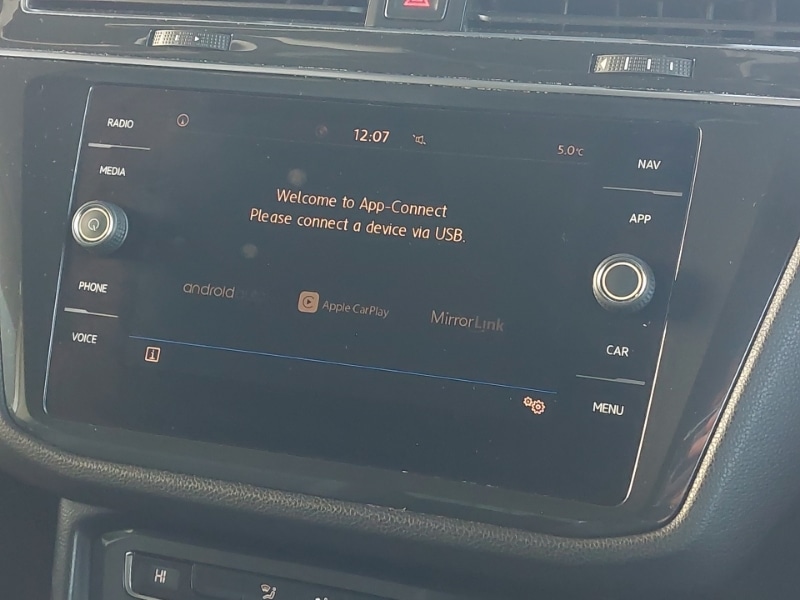 RADIO
MEDIA
PHONE
VOICE
12:07
5.0°C
Welcome to App-Connect
Please connect a device via USB.
android auto
Apple CarPlay
MirrorLink
NAV
APP
CAR
MENU
HI